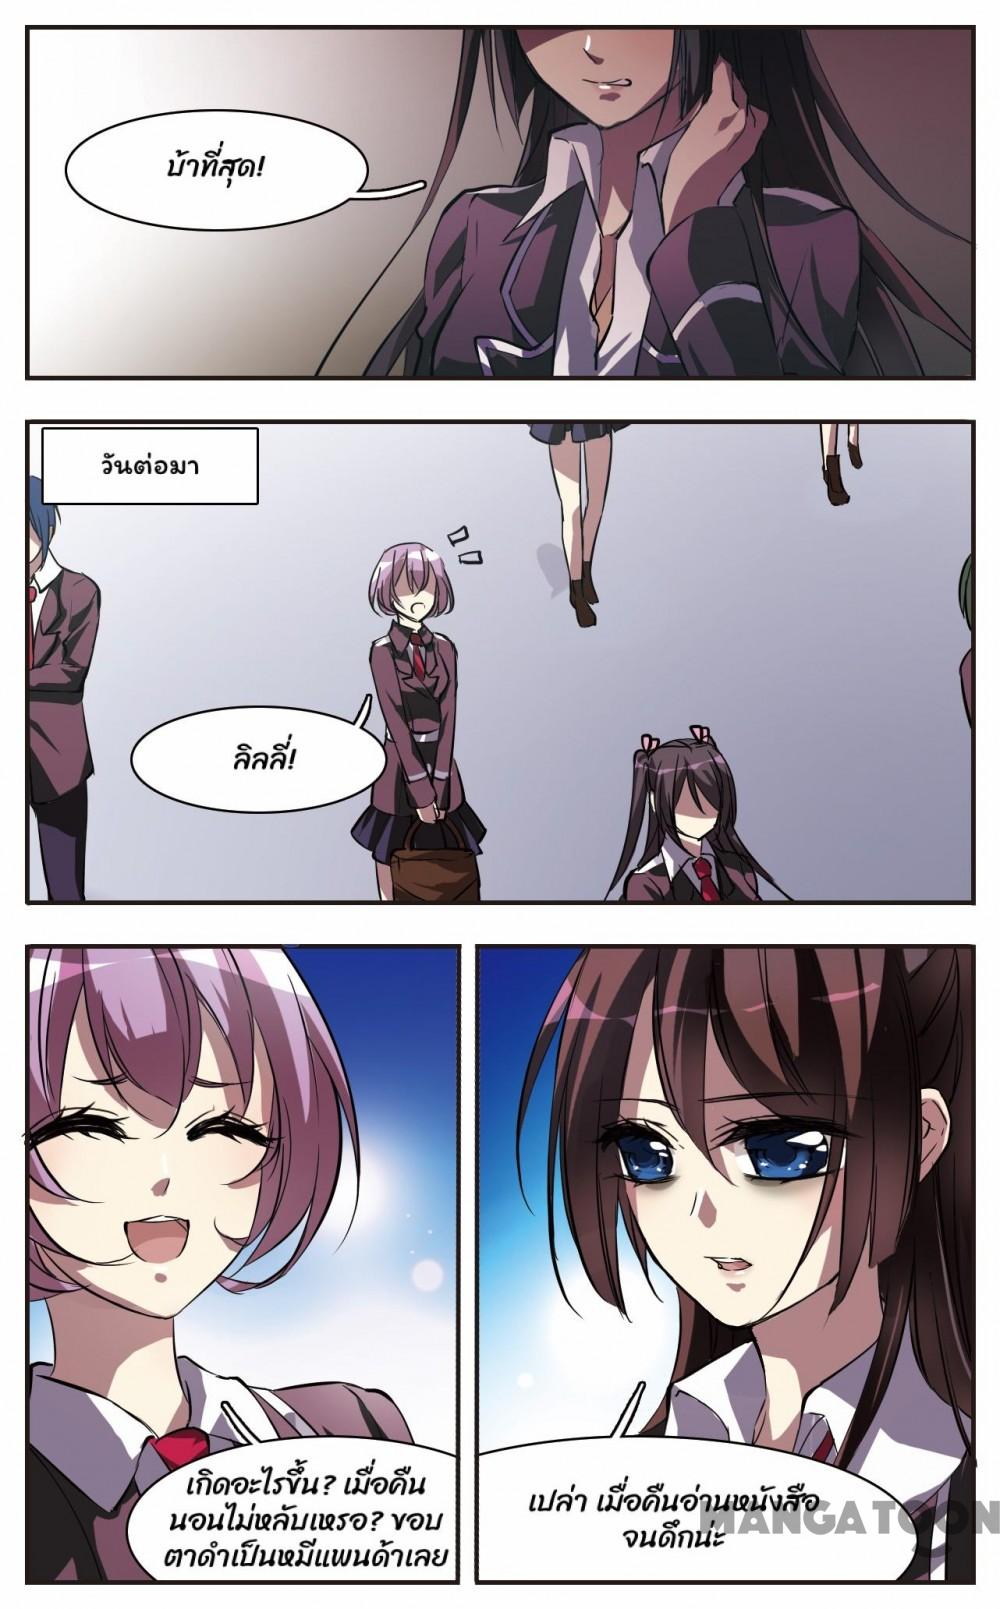 บ้าที่สุด!
วันต่อมา
ลิลลี่!
เกิดอะไรขึ้น? เมื่อคืน
นอนไม่หลับเหรอ? ขอบ
ตาดำเป็นหมีแพนด้าเลย
เปล่า เมื่อคืนอ่านหนังสือ
จนดึกน่ะ
MANGATOON